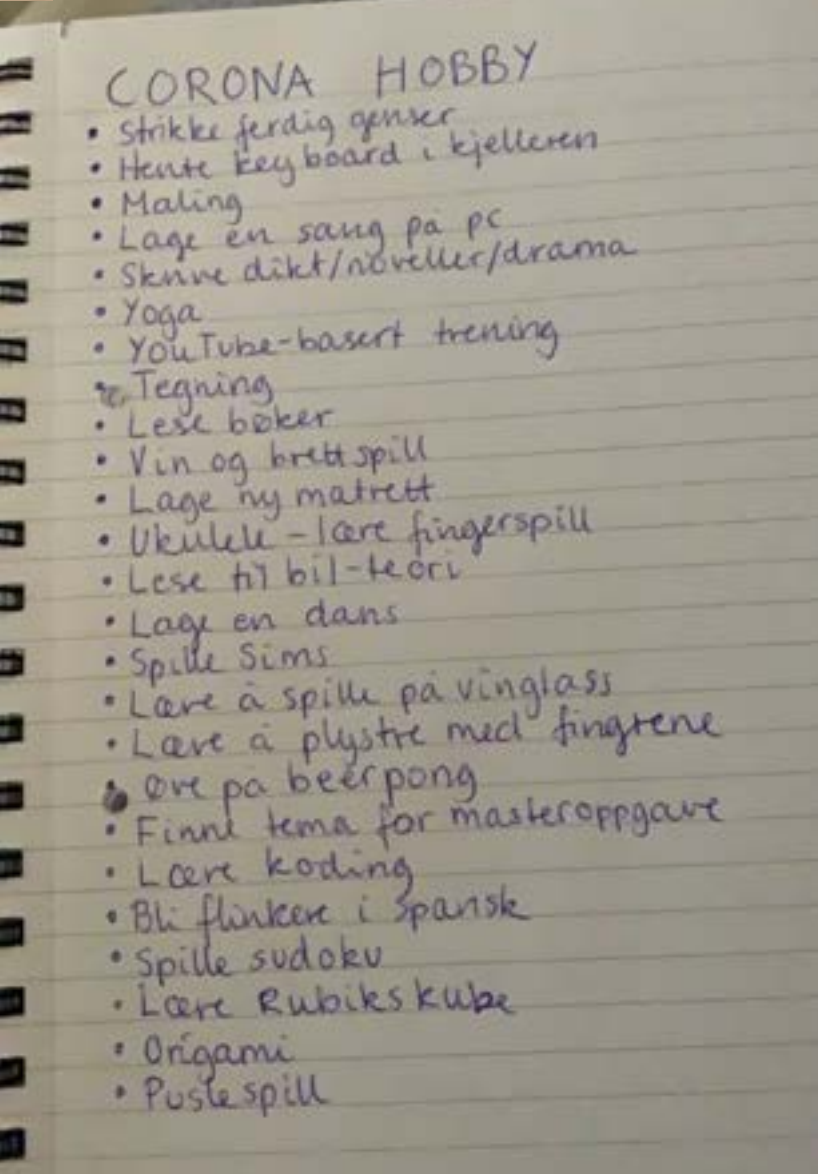 CORONA HOBBY
• Strikke ferdig genser
• Hente keyboard i kjelleren
• Maling
• Lage en sang på pc
• Skrive dikt/noveller/drama
• Yoga
• YouTube-basert trening
• Tegning
• Lese bøker
• Vin og brettspill
• Lage ny matrett
• Ukulele - lære fingerspill
• Lese til bil-teori
• Lage en dans
• Spille Sims
• Lære å spille på vinglass
• Lære å plystre med fingrene
• Øve på beerpong
• Finne tema for masteroppgave
• Lære koding
• Bli flinkere i spansk
• Spille sudoku
• Lære Rubiks kube
• Origami
• Puslespill